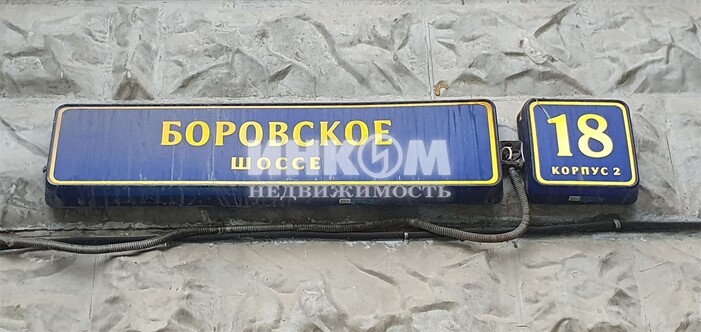 БОРОВСКОЕ
ШОССЕ
18
КОРПУС 2
ИНКОМ
НЕДВИЖИМОСТЬ